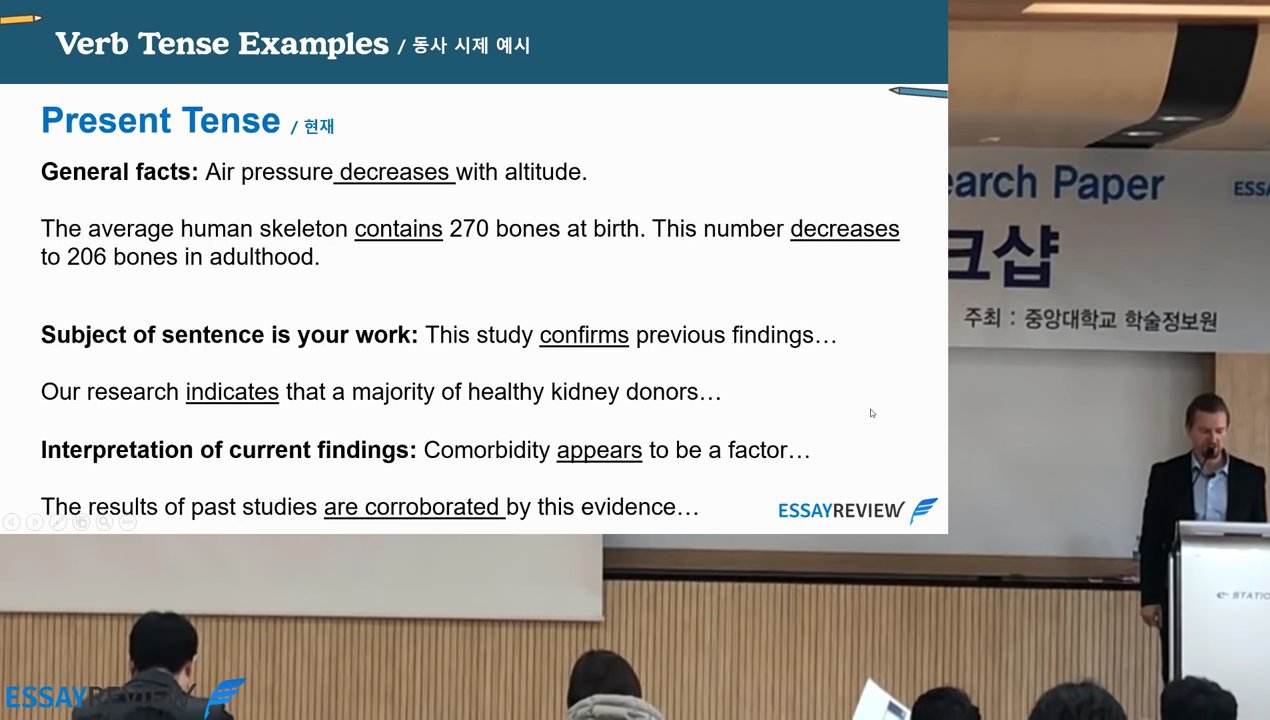 Verb Tense Examples / 동사 시제 예시
Present Tense / 현재
General facts: Air pressure decreases with altitude.
The average human skeleton contains 270 bones at birth. This number decreases
to 206 bones in adulthood.
Subject of sentence is your work: This study confirms previous findings…
Our research indicates that a majority of healthy kidney donors…
Interpretation of current findings: Comorbidity appears to be a factor…
The results of past studies are corroborated by this evidence…
ESSAYREVIEW
earch Paper
ESSA
크샵
주최 : 중앙대학교 학술정보원
e-STATIO
ESSAYREVIEW